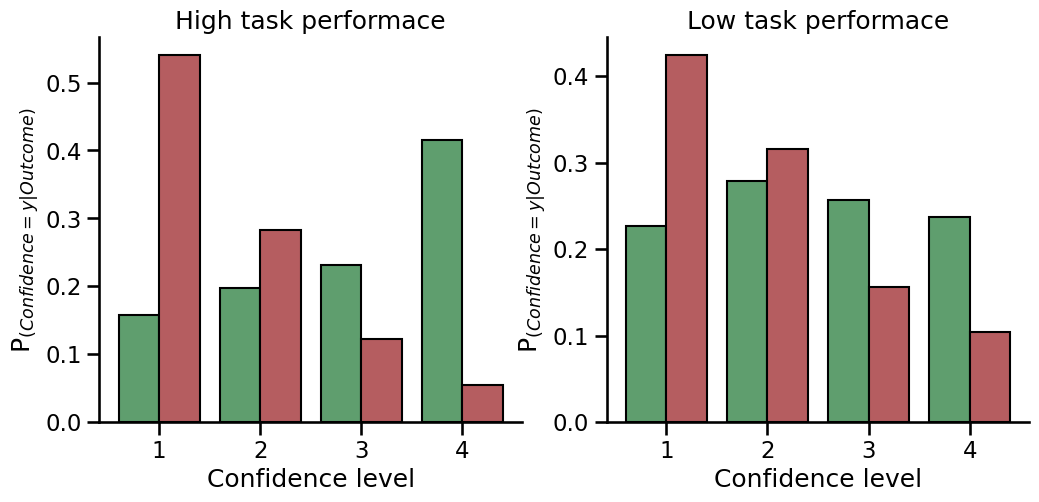 High task performace
P(Confidence = y|Outcome)
0.5
0.4
0.3
0.2
0.1
0.0
1 2 3 4
Confidence level
Low task performace
P(Confidence = y|Outcome)
0.4
0.3
0.2
0.1
0.0
1 2 3 4
Confidence level